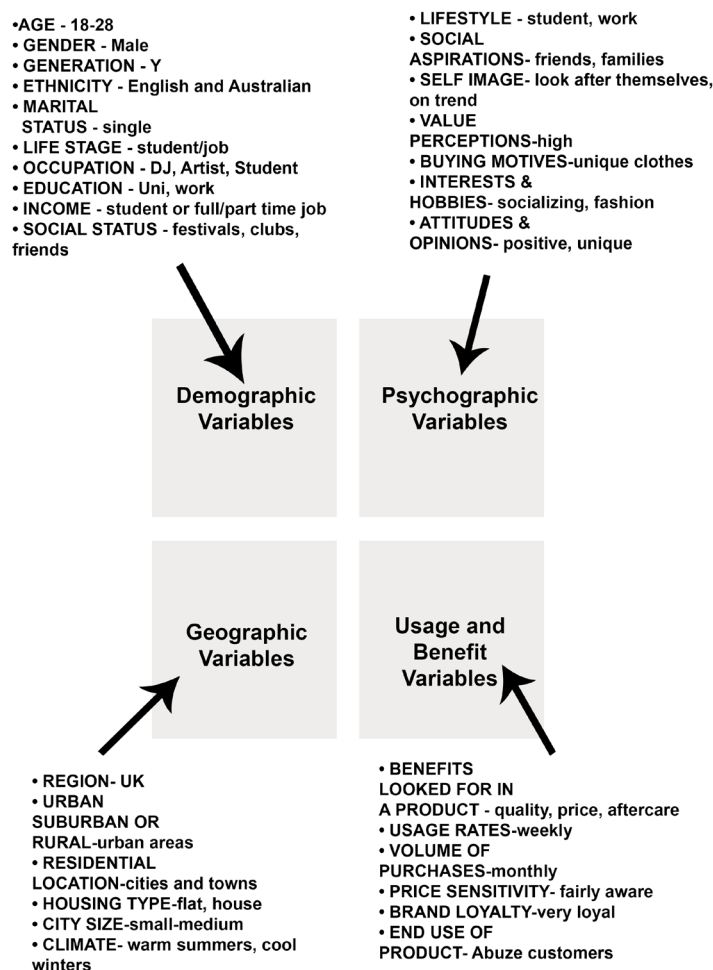 •AGE - 18-28
• GENDER - Male
• GENERATION - Y
• ETHNICITY - English and Australian
• MARITAL
STATUS - single
• LIFE STAGE - student/job
• OCCUPATION - DJ, Artist, Student
• EDUCATION - Uni, work
• INCOME - student or full/part time job
• SOCIAL STATUS - festivals, clubs,
friends
• LIFESTYLE - student, work
• SOCIAL
ASPIRATIONS- friends, families
• SELF IMAGE- look after themselves,
on trend
• VALUE
PERCEPTIONS-high
• BUYING MOTIVES-unique clothes
• INTERESTS &
HOBBIES- socializing, fashion
• ATTITUDES &
OPINIONS- positive, unique
Demographic
Variables
Psychographic
Variables
Geographic
Variables
Usage and
Benefit
Variables
• REGION- UK
• URBAN
SUBURBAN OR
RURAL-urban areas
• RESIDENTIAL
LOCATION-cities and towns
• HOUSING TYPE-flat, house
• CITY SIZE-small-medium
• CLIMATE- warm summers, cool
winters
• BENEFITS
LOOKED FOR IN
A PRODUCT - quality, price, aftercare
• USAGE RATES-weekly
• VOLUME OF
PURCHASES-monthly
• PRICE SENSITIVITY- fairly aware
• BRAND LOYALTY-very loyal
• END USE OF
PRODUCT- Abuze customers